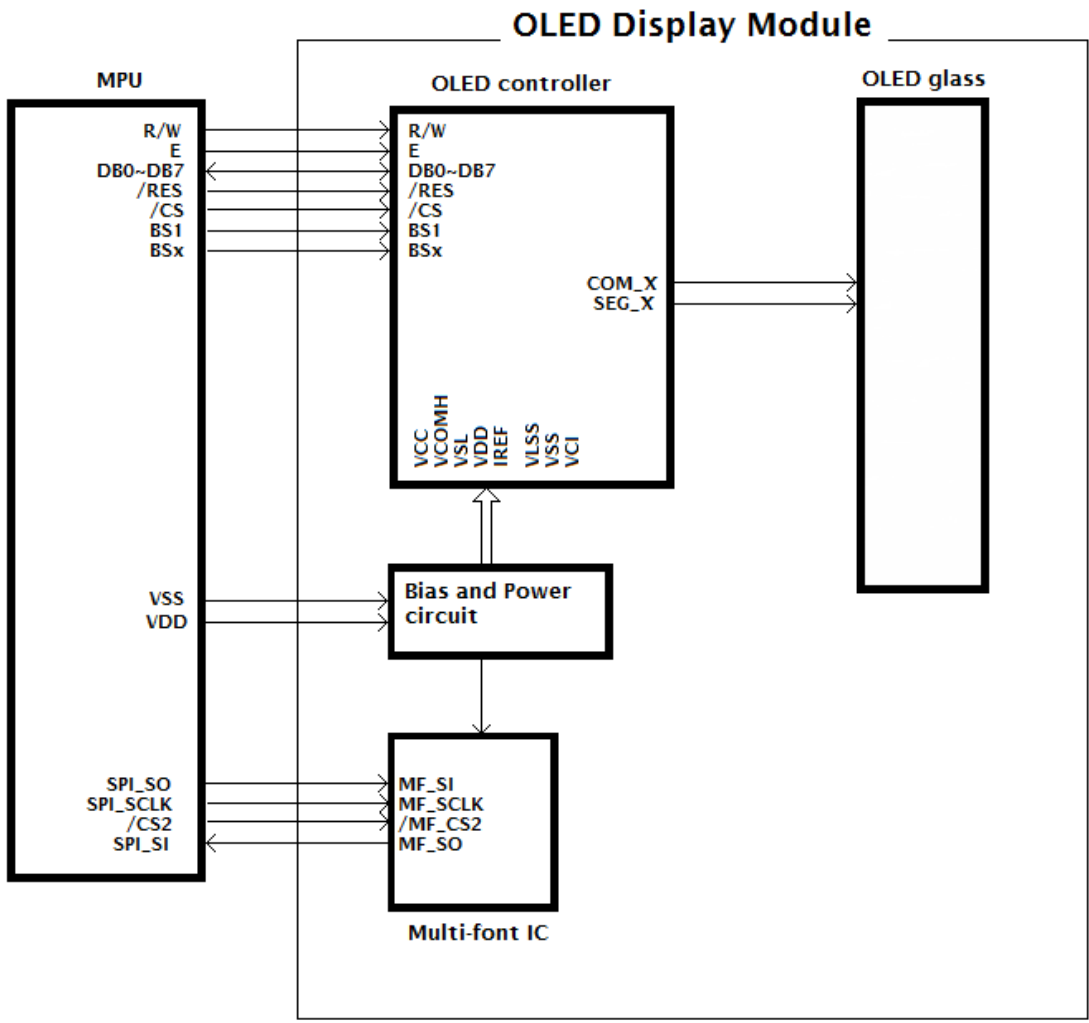 OLED Display Module
MPU
OLED controller
OLED glass
R/W
E
DB0~DB7
/RES
/CS
BS1
BSx
R/W
E
DB0~DB7
/RES
/CS
BS1
BSx
COM_X
SEG_X
VCC
VCOMH
VSL
VDD
IREF
VLSS
VSS
VCI
VSS
VDD
Bias and Power
circuit
SPI_SO
SPI_SCLK
/CS2
SPI_SI
MF_SI
MF_SCLK
/MF_CS2
MF_SO
Multi-font IC